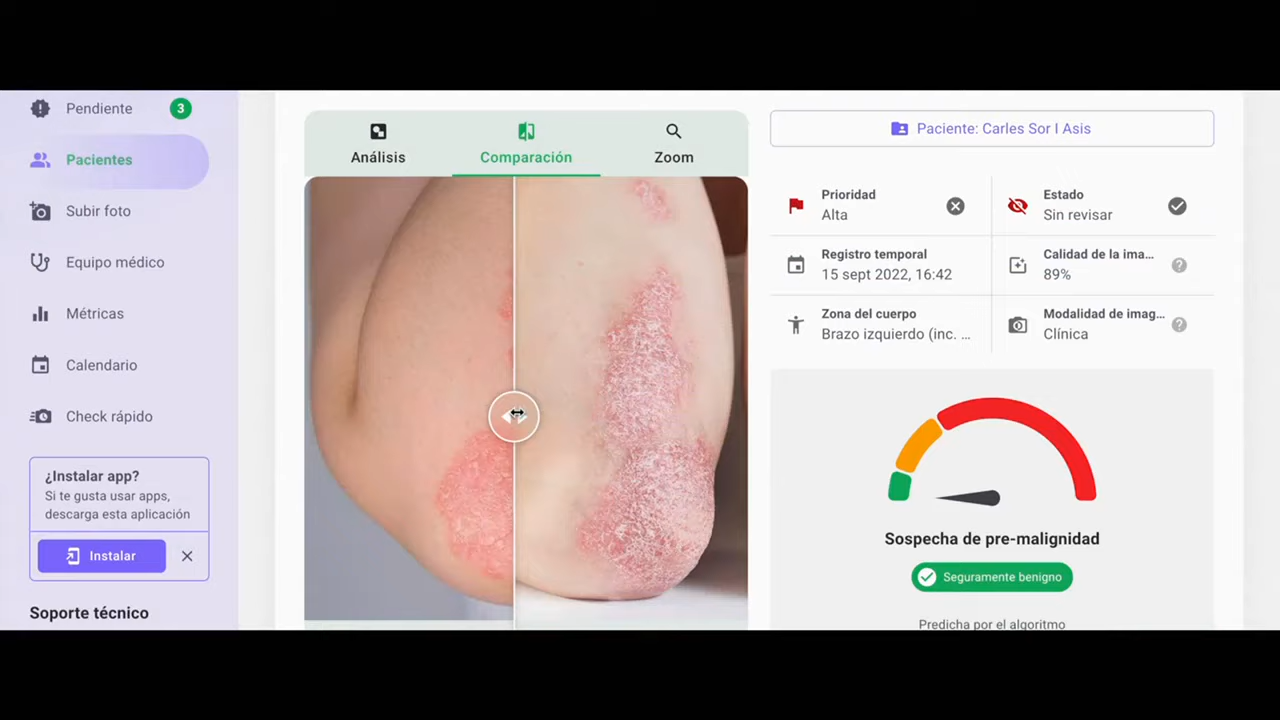 Pendiente
3
Pacientes
Subir foto
Equipo médico
Métricas
Calendario
Check rápido
¿Instalar app?
Si te gusta usar apps,
descarga esta aplicación
Instalar
Soporte técnico
Análisis
Comparación
Zoom
Paciente: Carles Sor I Asis
Prioridad
Alta
Estado
Sin revisar
Registro temporal
15 sept 2022, 16:42
Calidad de la ima...
89%
Zona del cuerpo
Brazo izquierdo (inc. ...
Modalidad de imag...
Clínica
Sospecha de pre-malignidad
Seguramente benigno
Predicha por el algoritmo